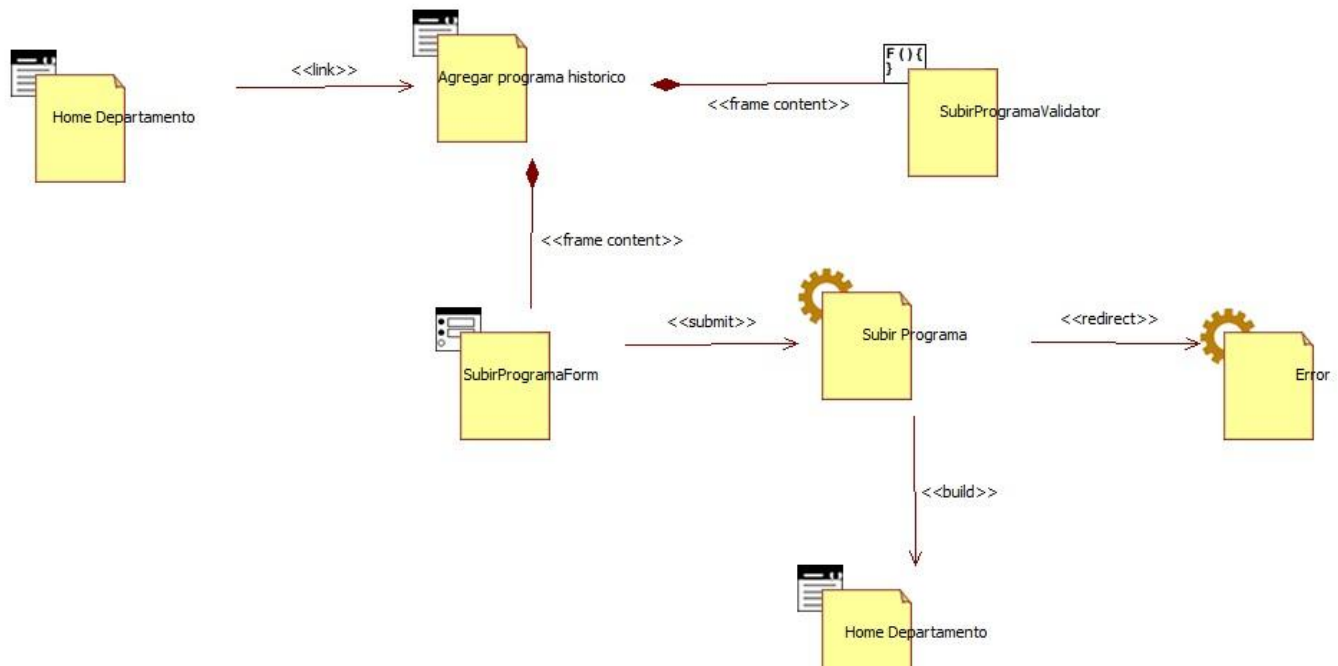 <<link>>
Home Departamento
Agregar programa historico
F(){
}
<<frame content>>
SubirProgramaValidator
<<frame content>>
SubirProgramaForm
<<submit>>
Subir Programa
<<redirect>>
Error
<<build>>
Home Departamento